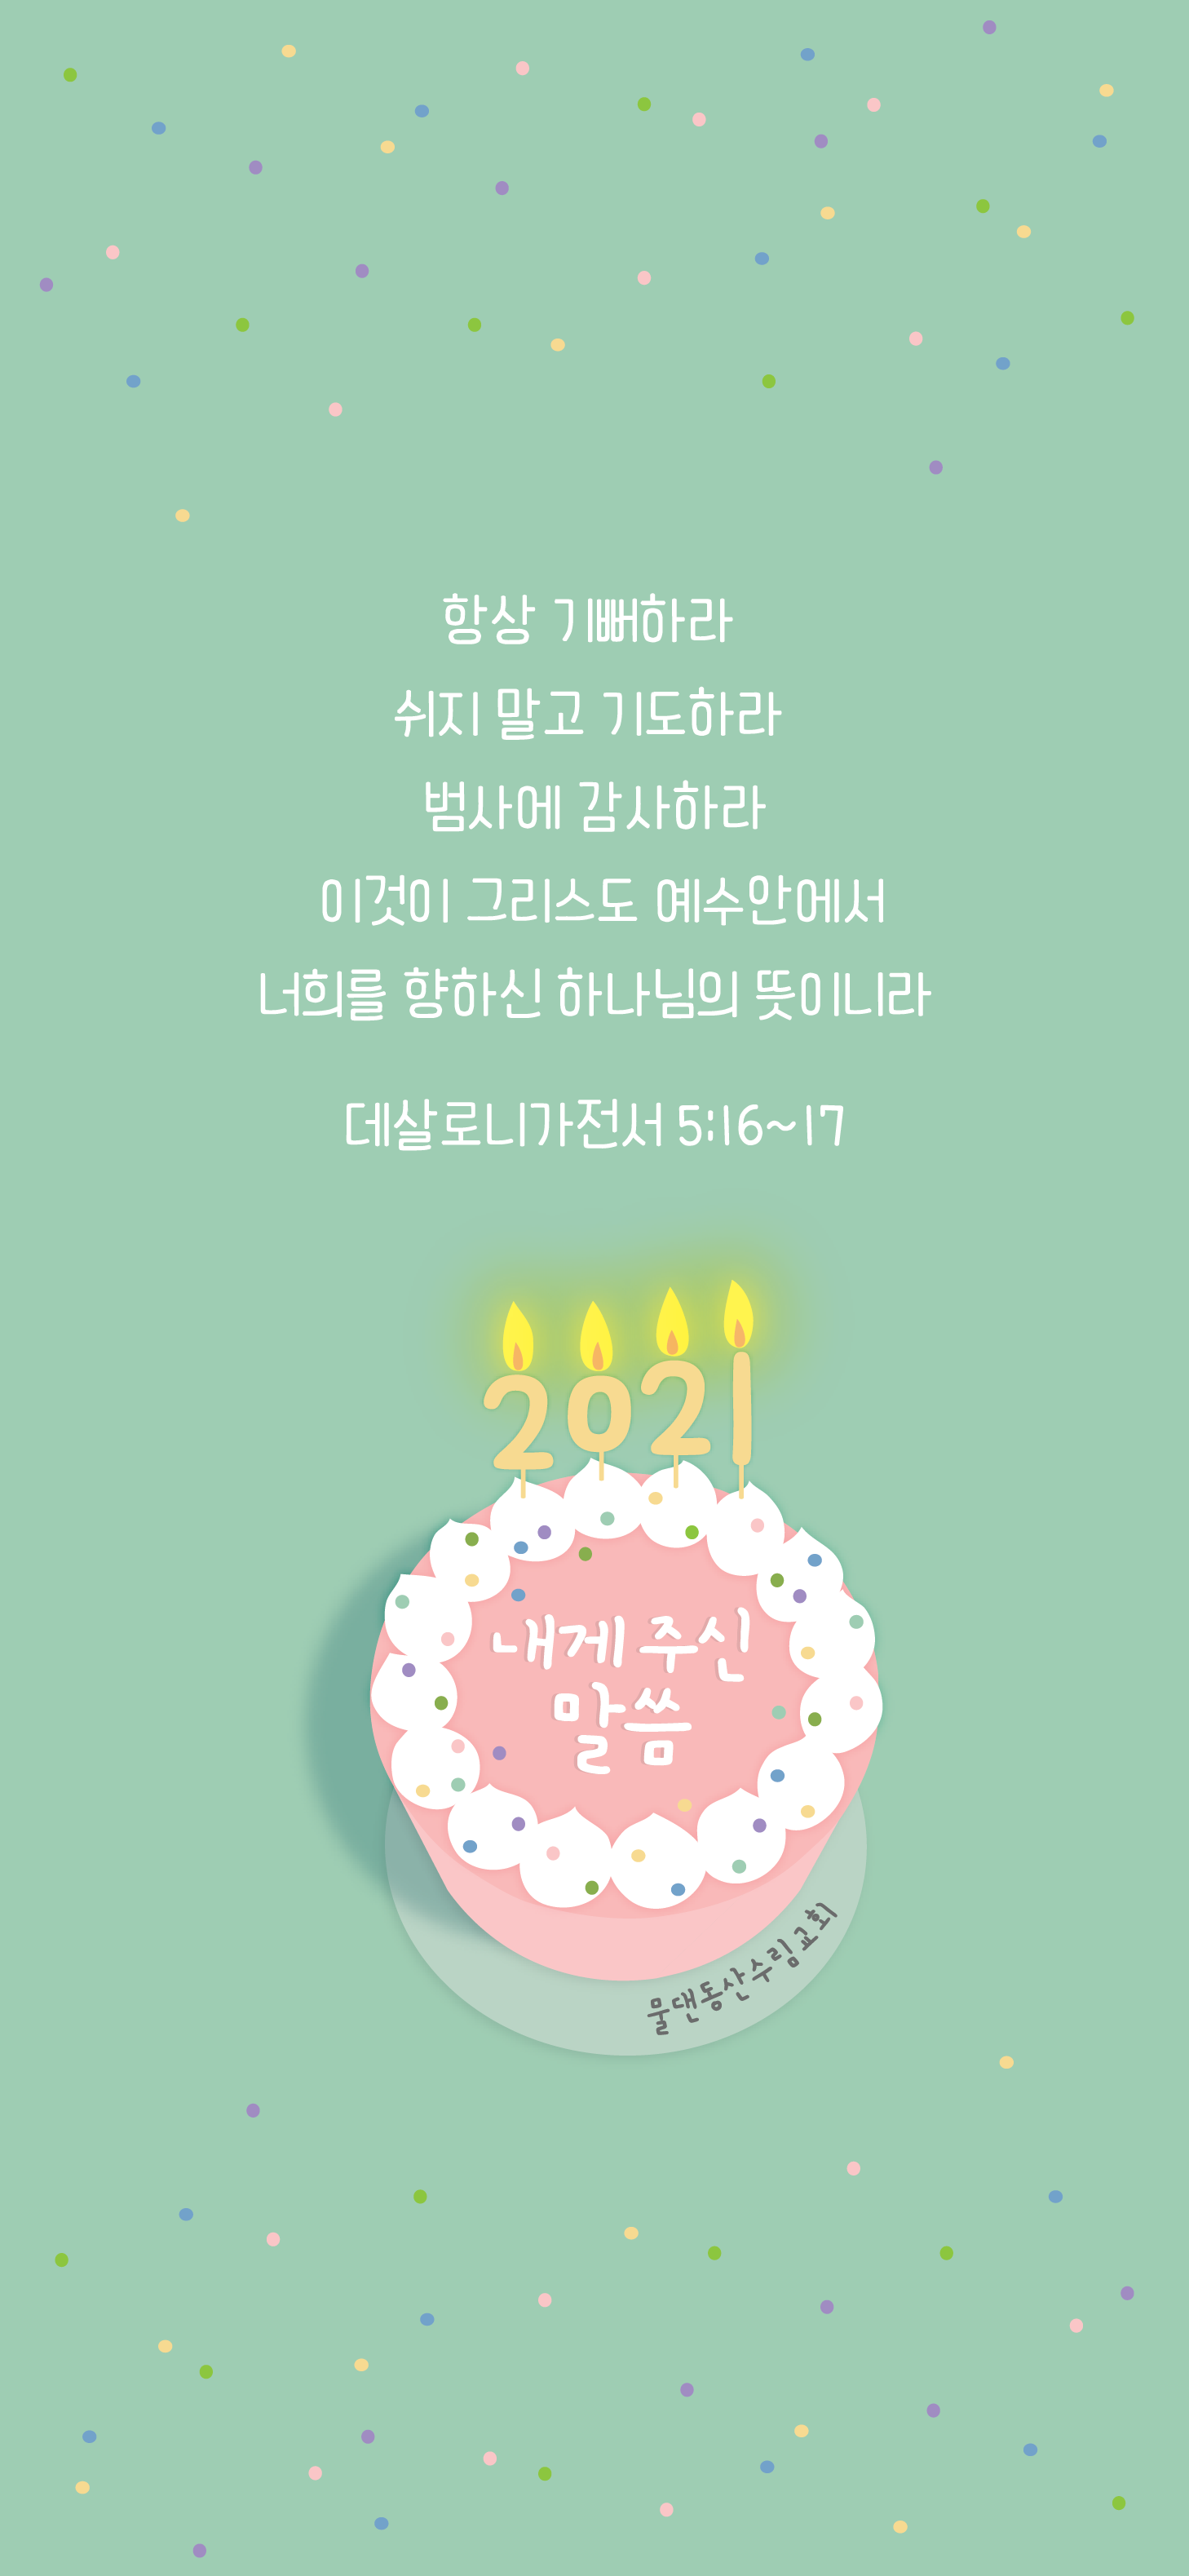 항상 기뻐하라
쉬지 말고 기도하라
범사에 감사하라
이것이 그리스도 예수안에서
너희를 향하신 하나님의 뜻이니라
데살로니가전서 5:16~17
2021
내게 주신
말씀
물댄동산수림교회